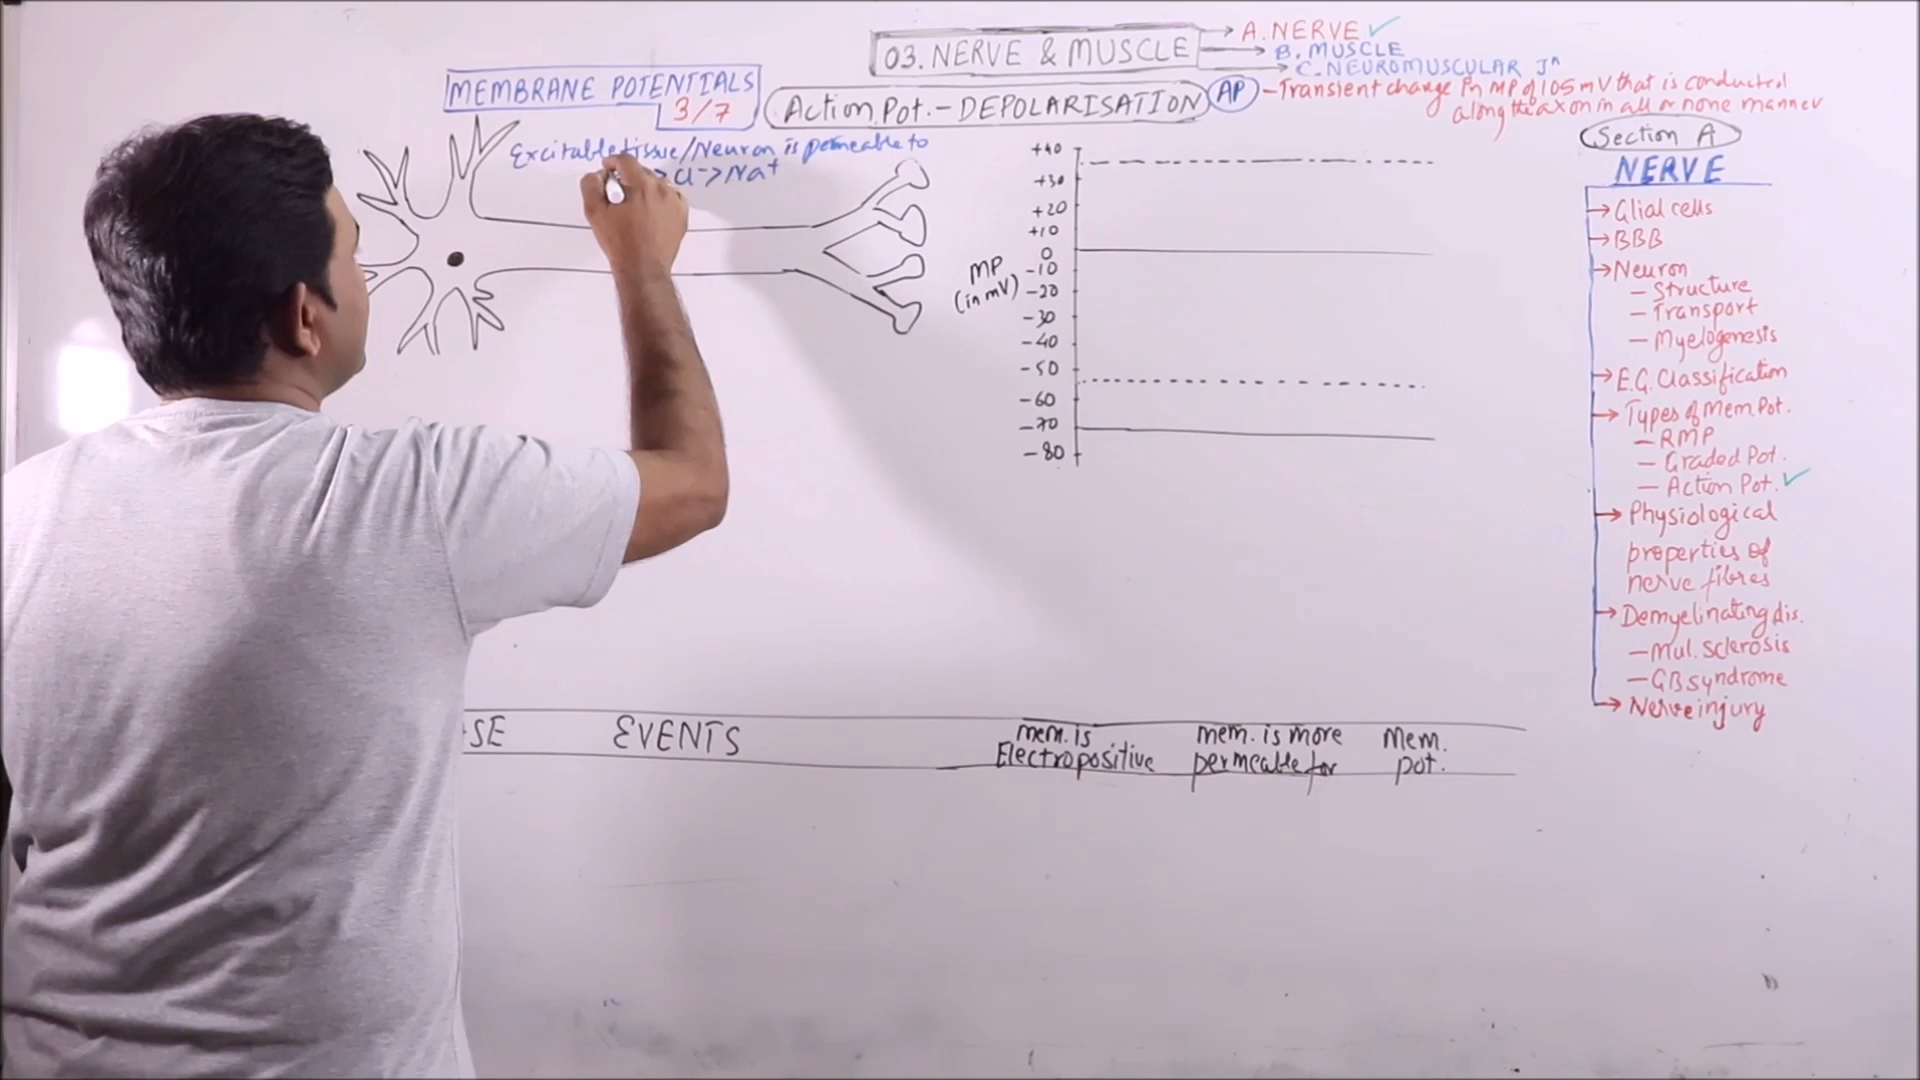 03. NERVE & MUSCLE
A. NERVE ✓
B. MUSCLE
C. NEUROMUSCULAR Jⁿ
MEMBRANE POTENTIALS
3/7
Action Pot. - DEPOLARISATION
AP - Transient change in MP of 105 mV that is conducted
along the axon in all or none manner
Excitable tissue/Neuron is permeable to
> Cl > Na+
MP
(in mV)
+40
+30
+20
+10
0
-10
-20
-30
-40
-50
-60
-70
-80
Section A
NERVE
Glial cells
BBB
Neuron
- Structure
- Transport
- Myelogenesis
E.G. Classification
Types of Mem. Pot.
- RMP
- Graded Pot.
- Action Pot. ✓
Physiological
properties of
nerve fibres
Demyelinating dis.
- Mul. Sclerosis
- GB syndrome
Nerve injury
SE EVENTS
mem. is
Electropositive
mem. is more
permeable for
Mem.
pot.